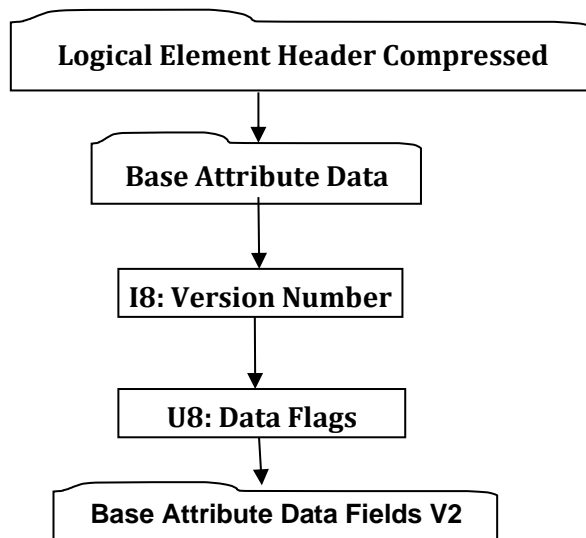 Logical Element Header Compressed
Base Attribute Data
I8: Version Number
U8: Data Flags
Base Attribute Data Fields V2